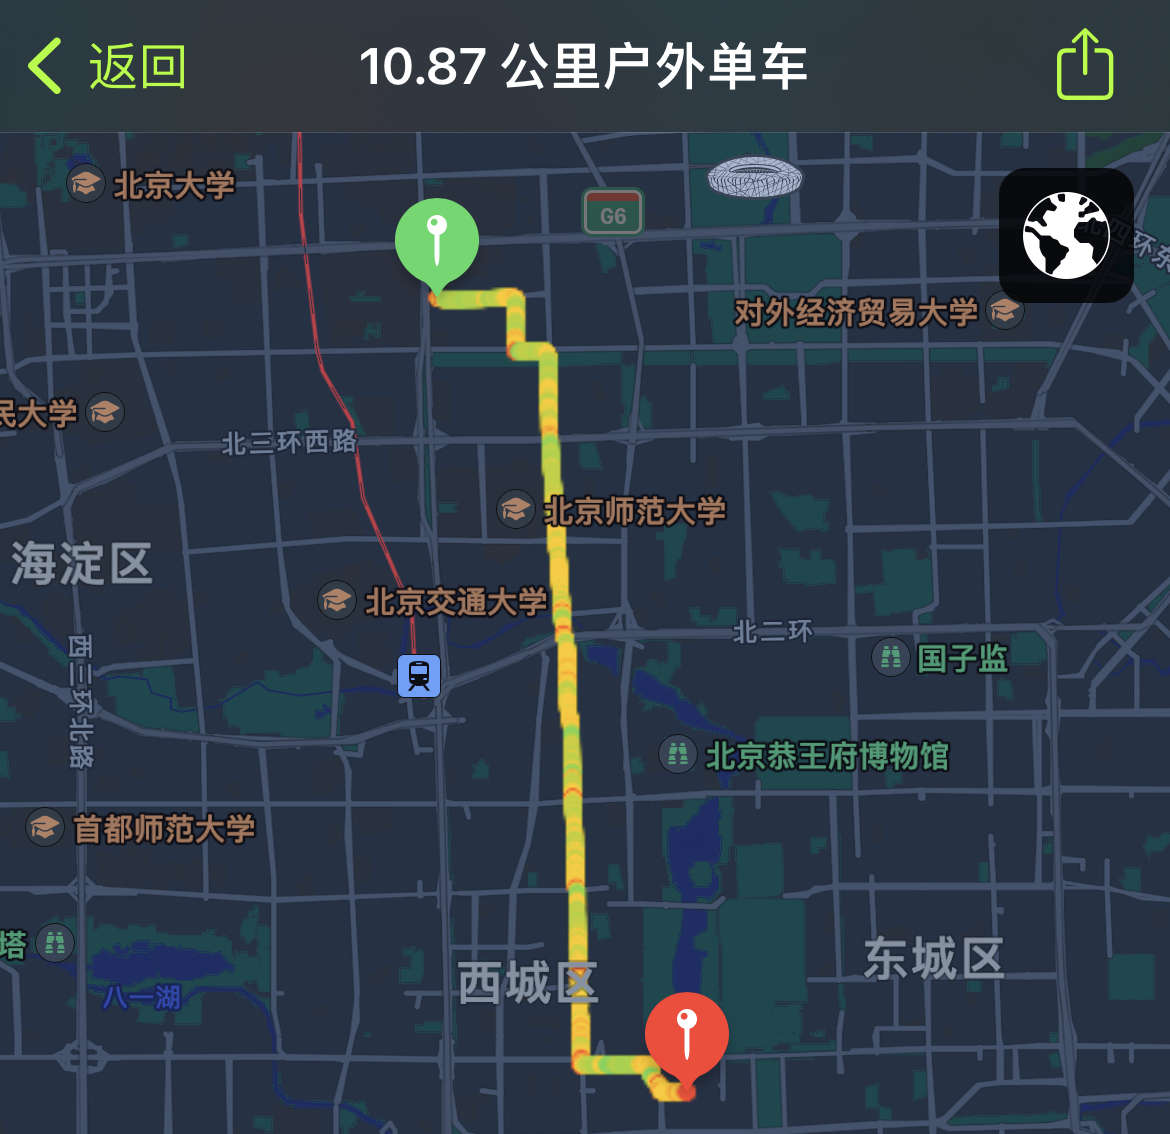 返回
10.87 公里户外单车
北京大学
G6
北四环东
对外经济贸易大学
民大学
北三环西路
北京师范大学
海淀区
北京交通大学
北二环
国子监
西三环北路
北京恭王府博物馆
首都师范大学
塔
西城区
东城区
八一湖